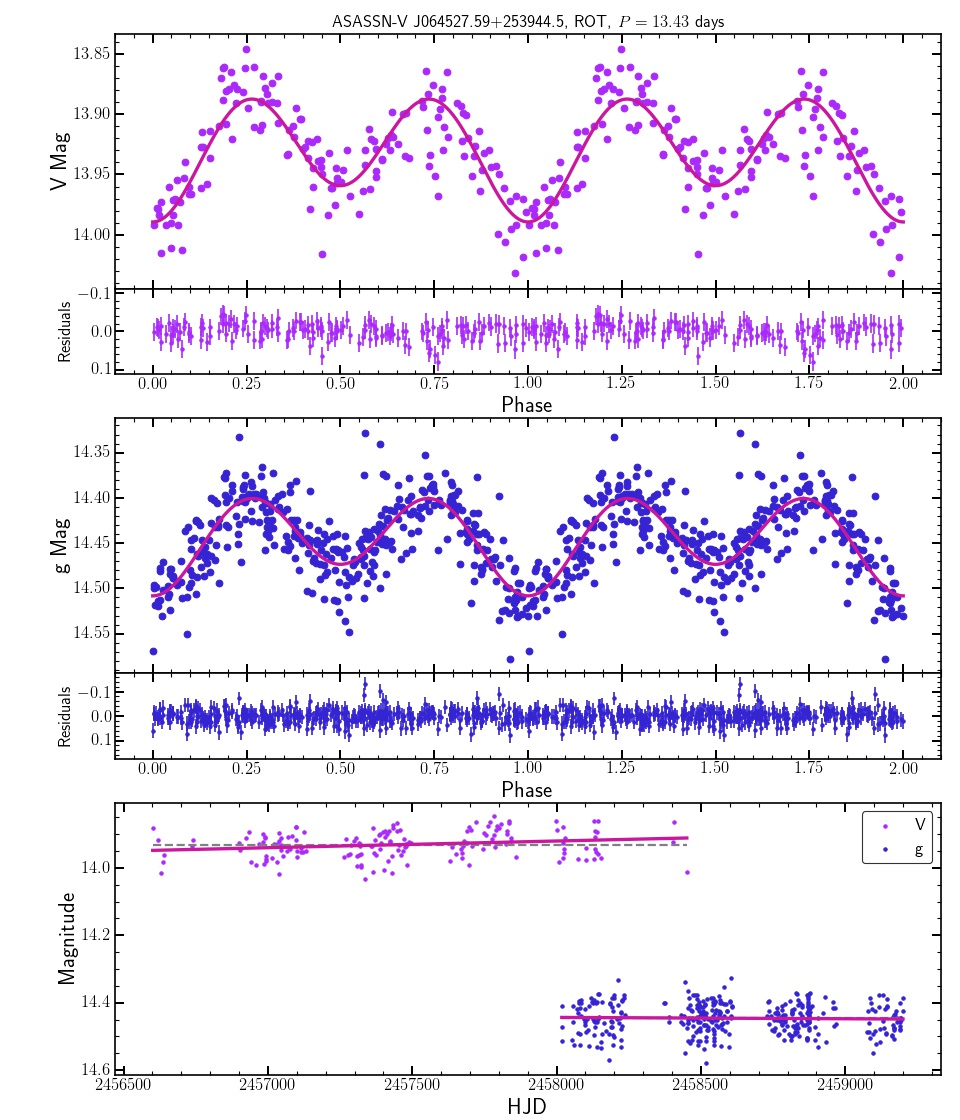 ASASSN-V J064527.59+253944.5, ROT, P = 13.43 days
13.85
13.90
13.95
14.00
V Mag
−0.1
0.0
0.1
Residuals
0.00 0.25 0.50 0.75 1.00 1.25 1.50 1.75 2.00
Phase
14.35
14.40
14.45
14.50
14.55
g Mag
−0.1
0.0
0.1
Residuals
0.00 0.25 0.50 0.75 1.00 1.25 1.50 1.75 2.00
Phase
V
g
14.0
14.2
14.4
14.6
Magnitude
2456500 2457000 2457500 2458000 2458500 2459000
HJD